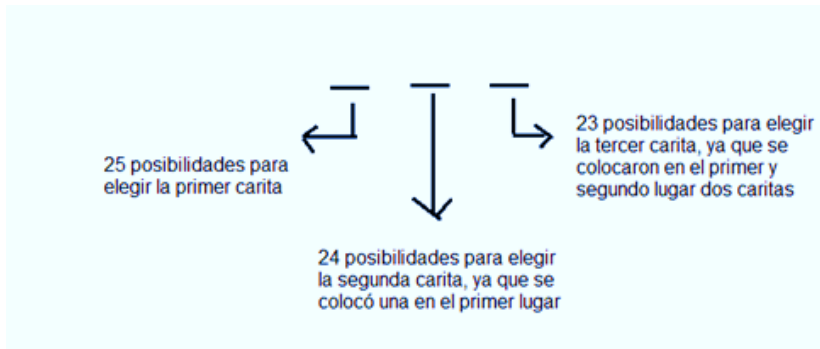 25 posibilidades para
elegir la primer carita
24 posibilidades para elegir
la segunda carita, ya que se
colocó una en el primer lugar
23 posibilidades para elegir
la tercer carita, ya que se
colocaron en el primer y
segundo lugar dos caritas